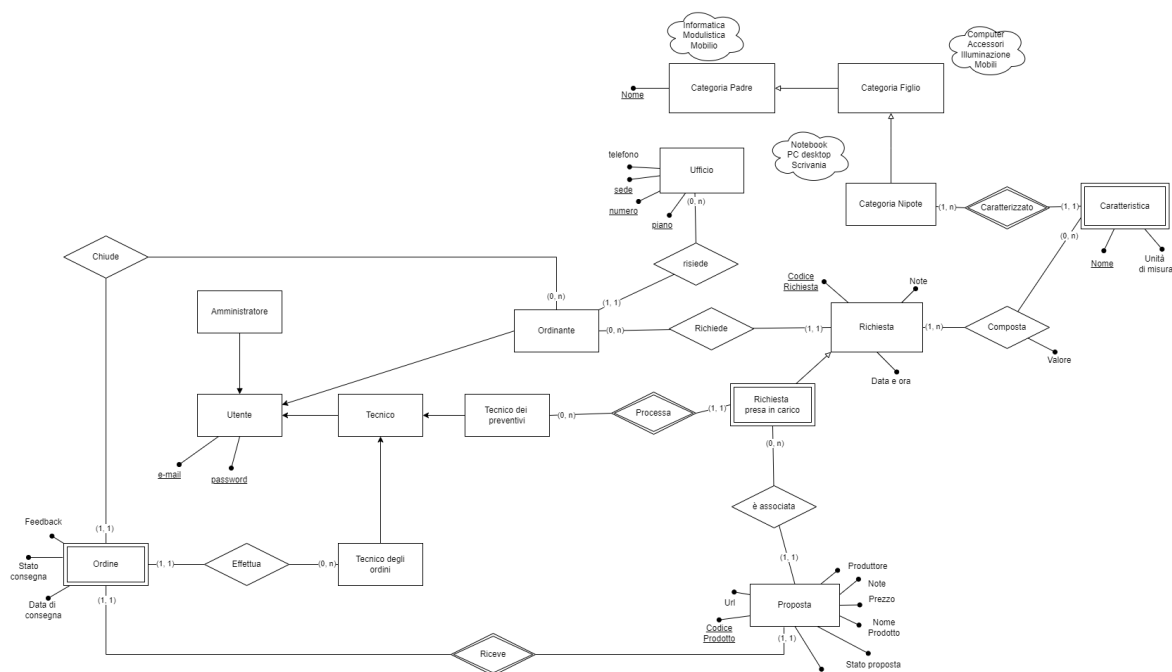 Informatica
Modulistica
Mobilio
Computer
Accessori
Illuminazione
Mobili
Nome
Categoria Padre
Categoria Figlio
telefono
sede
numero
piano
Ufficio
(0, n)
Notebook
PC desktop
Scrivania
Categoria Nipote
(1, n)
Caratterizzato
(1, 1)
Caratteristica
(0, n)
Nome
Unitá
di misura
Chiude
risiede
Codice
Richiesta
Note
Amministratore
(0, n)
(1, 1)
Ordinante
(0, n)
Richiede
(1, 1)
Richiesta
(1, n)
Composta
Valore
Data e ora
Utente
Tecnico
Tecnico dei
preventivi
(0, n)
Processa
(1, 1)
Richiesta
presa in carico
(0, n)
e-mail
password
è associata
(1, 1)
Feedback
(1, 1)
Stato
consegna
Ordine
(1, 1)
Effettua
(0, n)
Tecnico degli
ordini
Data di
consegna
(1, 1)
Produttore
Note
Url
Proposta
Prezzo
Codice
Prodotto
Nome
Prodotto
(1, 1)
Stato proposta
Riceve